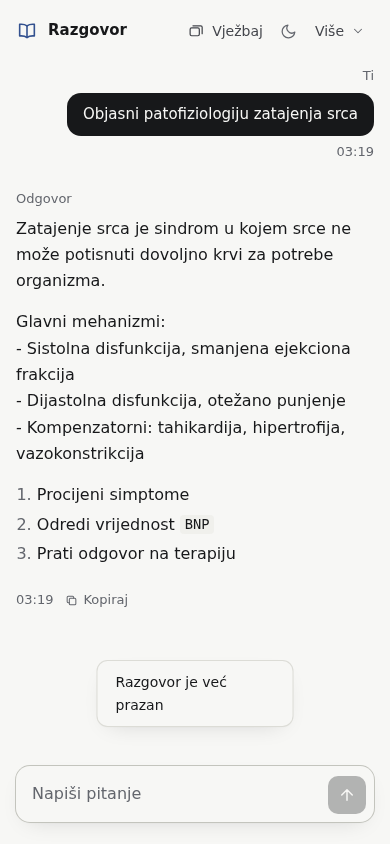 Razgovor
Vježbaj
Više
Ti
Objasni patofiziologiju zatajenja srca
03:19
Odgovor
Zatajenje srca je sindrom u kojem srce ne
može potisnuti dovoljno krvi za potrebe
organizma.
Glavni mehanizmi:
- Sistolna disfunkcija, smanjena ejekciona
frakcija
- Dijastolna disfunkcija, otežano punjenje
- Kompenzatorni: tahikardija, hipertrofija,
vazokonstrikcija
1. Procijeni simptome
2. Odredi vrijednost BNP
3. Prati odgovor na terapiju
03:19 Kopiraj
Razgovor je već
prazan
Napiši pitanje